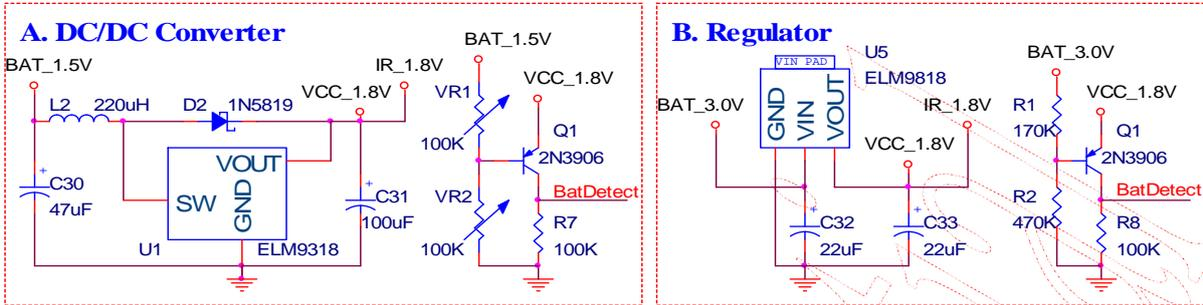 A. DC/DC Converter
BAT_1.5V
L2 220uH
D2 1N5819
VCC_1.8V
IR_1.8V
C30
47uF
VOUT
SW
GND
U1
ELM9318
C31
100uF
BAT_1.5V
VR1
100K
VR2
100K
VCC_1.8V
Q1
2N3906
BatDetect
R7
100K
B. Regulator
VIN PAD
U5
ELM9818
GND
VIN
VOUT
BAT_3.0V
IR_1.8V
VCC_1.8V
C32
22uF
C33
22uF
BAT_3.0V
R1
170K
R2
470K
VCC_1.8V
Q1
2N3906
BatDetect
R8
100K